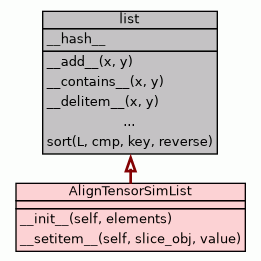 list
__hash__
__add__(x, y)
__contains__(x, y)
__delitem__(x, y)
...
sort(L, cmp, key, reverse)
AlignTensorSimList
__init__(self, elements)
__setitem__(self, slice_obj, value)